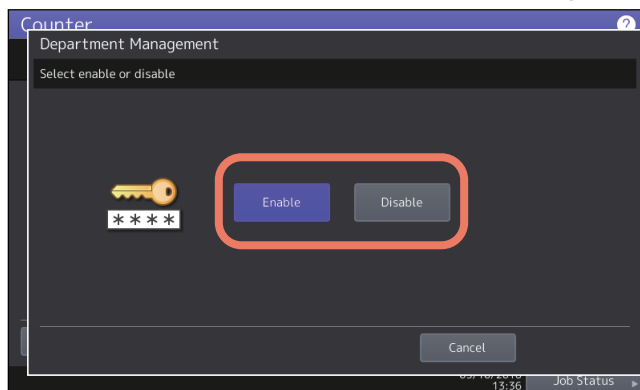 Counter
?
Department Management
Select enable or disable
Enable Disable
****
Cancel
13:36 Job Status